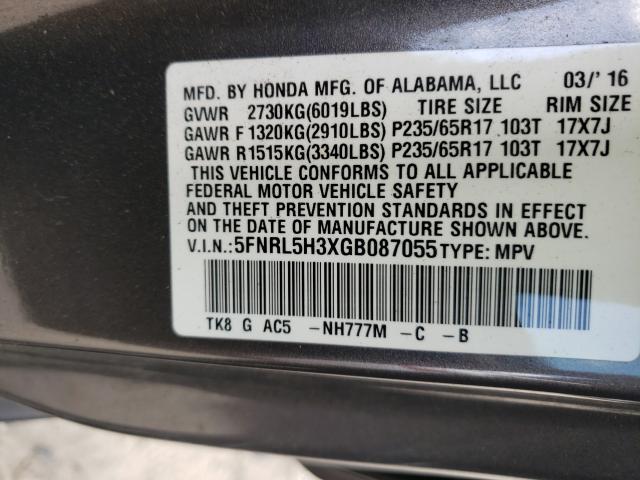 MFD. BY HONDA MFG. OF ALABAMA, LLC 03/'16
GVWR 2730KG(6019LBS) TIRE SIZE RIM SIZE
GAWR F 1320KG(2910LBS) P235/65R17 103T 17X7J
GAWR R1515KG(3340LBS) P235/65R17 103T 17X7J
THIS VEHICLE CONFORMS TO ALL APPLICABLE
FEDERAL MOTOR VEHICLE SAFETY
AND THEFT PREVENTION STANDARDS IN EFFECT
ON THE DATE OF MANUFACTURE SHOWN ABOVE.
V.I.N.:5FNRL5H3XGB087055 TYPE: MPV
TK8 G AC5 -NH777M -C -B